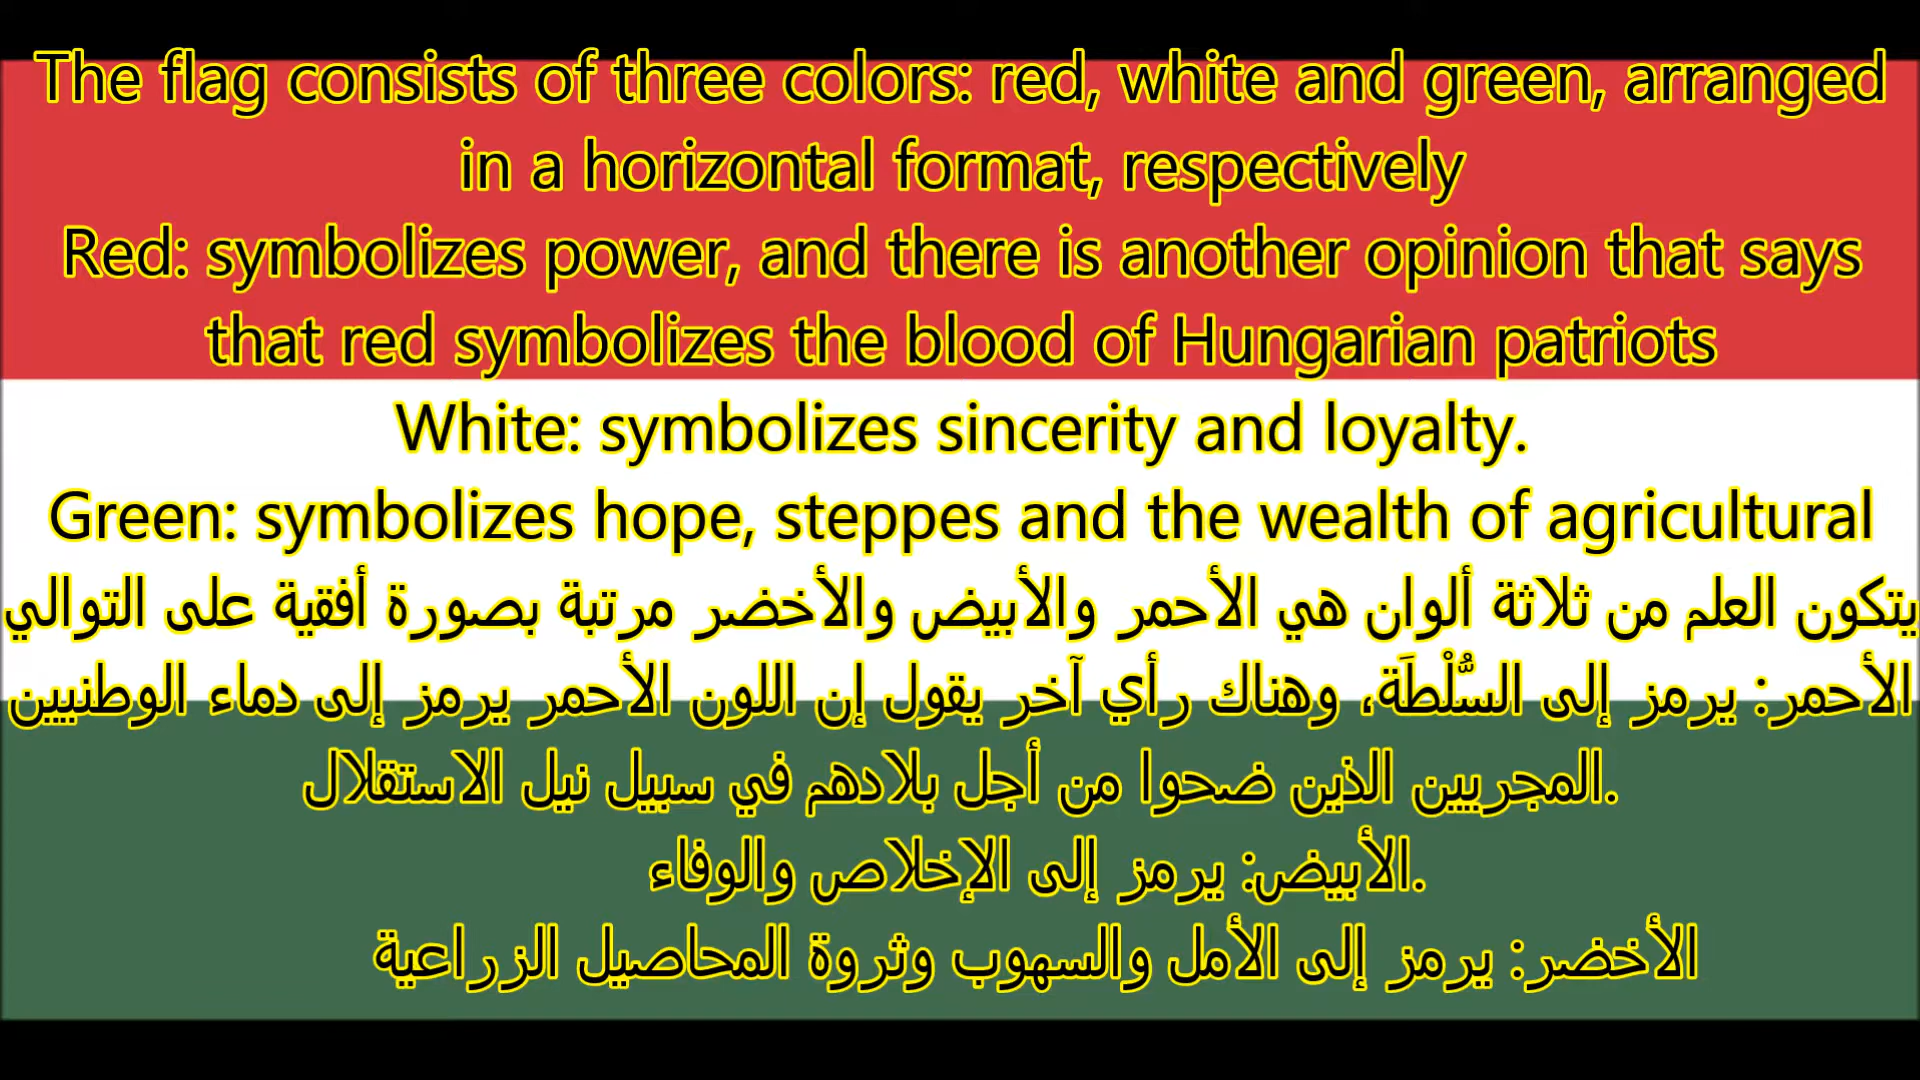 The flag consists of three colors: red, white and green, arranged
in a horizontal format, respectively
Red: symbolizes power, and there is another opinion that says
that red symbolizes the blood of Hungarian patriots
White: symbolizes sincerity and loyalty.
Green: symbolizes hope, steppes and the wealth of agricultural
يتكون العلم من ثلاثة ألوان هي الأحمر والأبيض والأخضر مرتبة بصورة أفقية على التوالي
الأحمر: يرمز إلى السُّلْطَة، وهناك رأي آخر يقول إن اللون الأحمر يرمز إلى دماء الوطنيين
المجريين الذين ضحوا من أجل بلادهم في سبيل نيل الاستقلال.
الأبيض: يرمز إلى الإخلاص والوفاء.
الأخضر: يرمز إلى الأمل والسهوب وثروة المحاصيل الزراعية